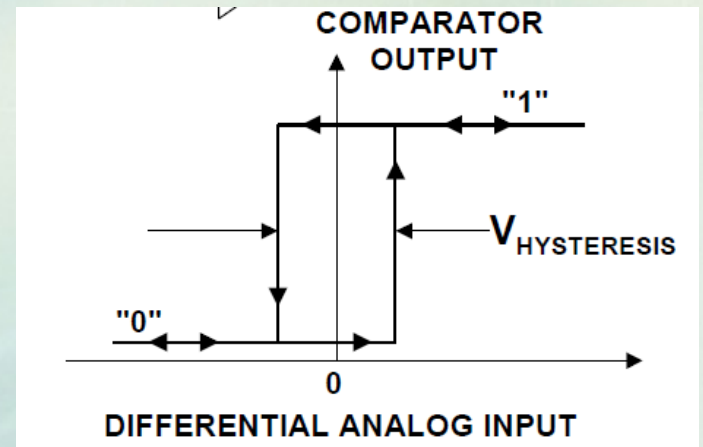 COMPARATOR
OUTPUT
"1"
VHYSTERESIS
"0"
0
DIFFERENTIAL ANALOG INPUT